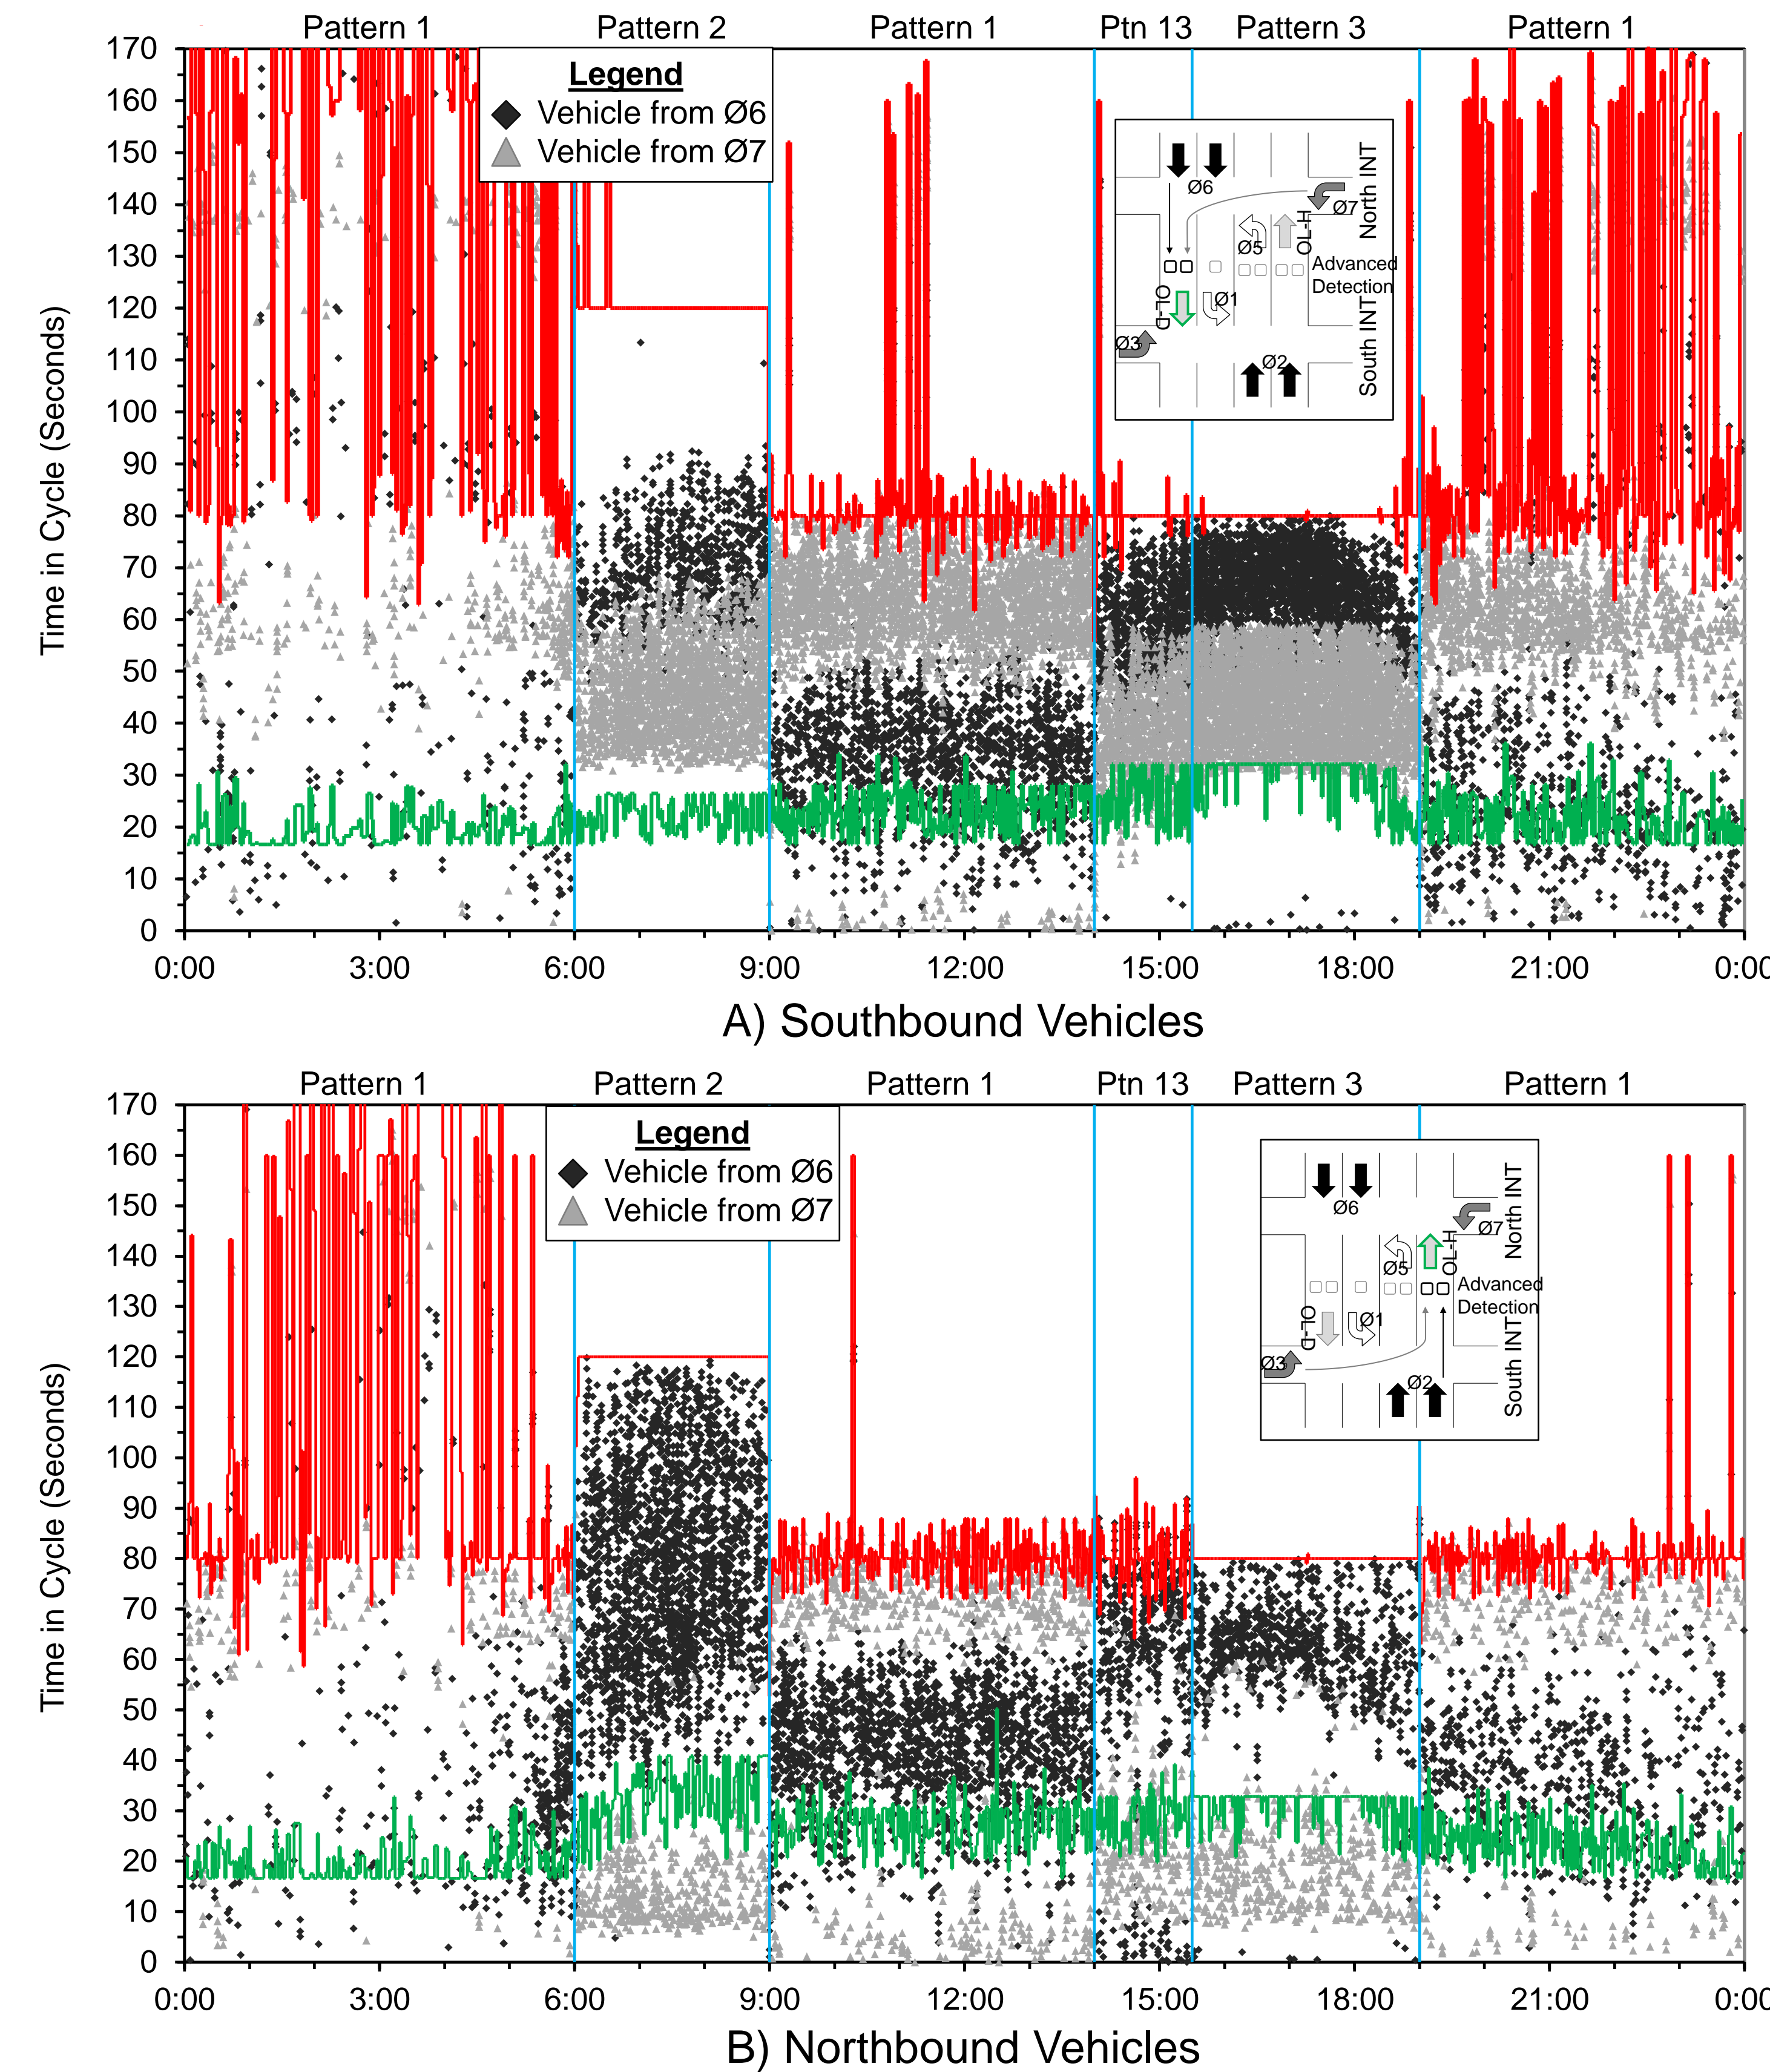 Pattern 1 Pattern 2 Pattern 1 Ptn 13 Pattern 3 Pattern 1
Legend
Vehicle from Ø6
Vehicle from Ø7
Time in Cycle (Seconds)
170
160
150
140
130
120
110
100
90
80
70
60
50
40
30
20
10
0
Ø6
Ø7
North INT
Ø5
OL-H
Advanced
Detection
OL-D
Ø1
Ø3
Ø2
South INT
0:00 3:00 6:00 9:00 12:00 15:00 18:00 21:00 0:00
A) Southbound Vehicles
Pattern 1 Pattern 2 Pattern 1 Ptn 13 Pattern 3 Pattern 1
Legend
Vehicle from Ø6
Vehicle from Ø7
Time in Cycle (Seconds)
170
160
150
140
130
120
110
100
90
80
70
60
50
40
30
20
10
0
Ø6
Ø7
North INT
Ø5
OL-H
Advanced
Detection
OL-D
Ø1
Ø3
Ø2
South INT
0:00 3:00 6:00 9:00 12:00 15:00 18:00 21:00 0:00
B) Northbound Vehicles